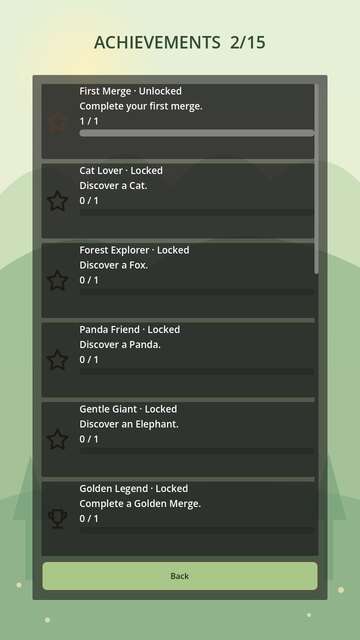 ACHIEVEMENTS 2/15
First Merge · Unlocked
Complete your first merge.
1 / 1
Cat Lover · Locked
Discover a Cat.
0 / 1
Forest Explorer · Locked
Discover a Fox.
0 / 1
Panda Friend · Locked
Discover a Panda.
0 / 1
Gentle Giant · Locked
Discover an Elephant.
0 / 1
Golden Legend · Locked
Complete a Golden Merge.
0 / 1
Back